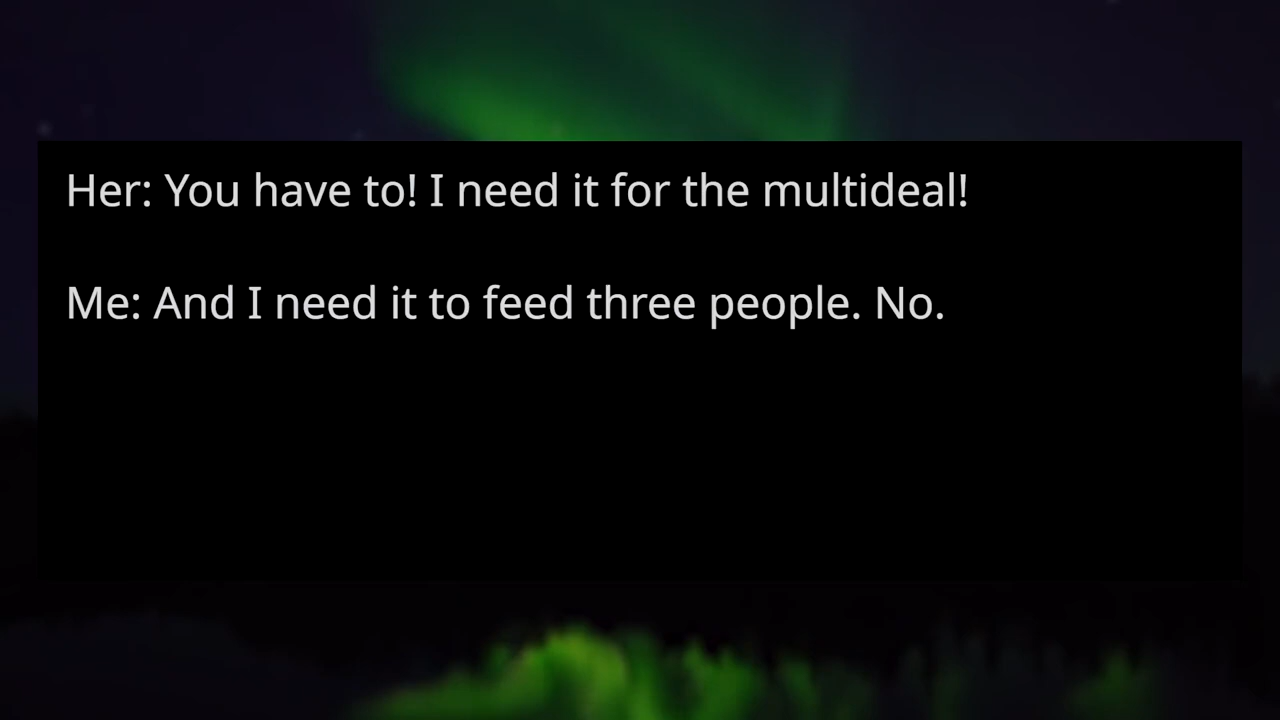 Her: You have to! I need it for the multideal!
Me: And I need it to feed three people. No.